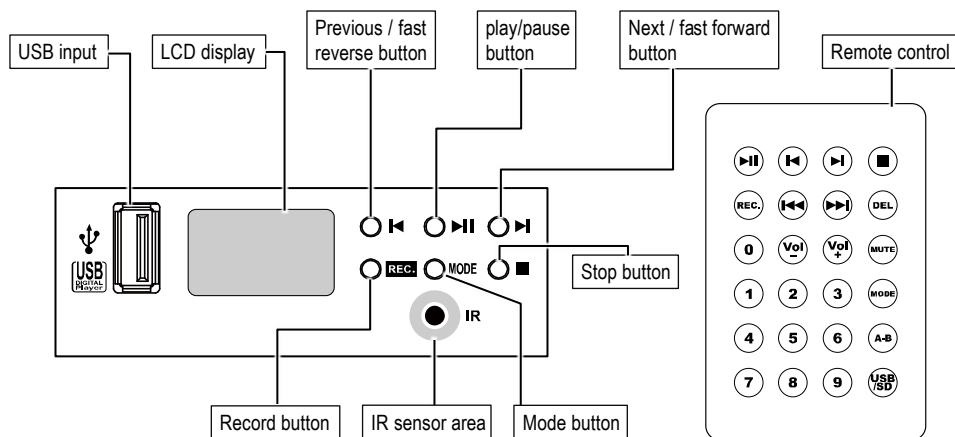 USB input
LCD display
Previous / fast
reverse button
play/pause
button
Next / fast forward
button
Remote control
USB
DIGITAL
Player
REC.
MODE
IR
Stop button
Record button
IR sensor area
Mode button
REC.
DEL
0
Vol
−
Vol
+
MUTE
1
2
3
MODE
4
5
6
A-B
7
8
9
USB
/SD